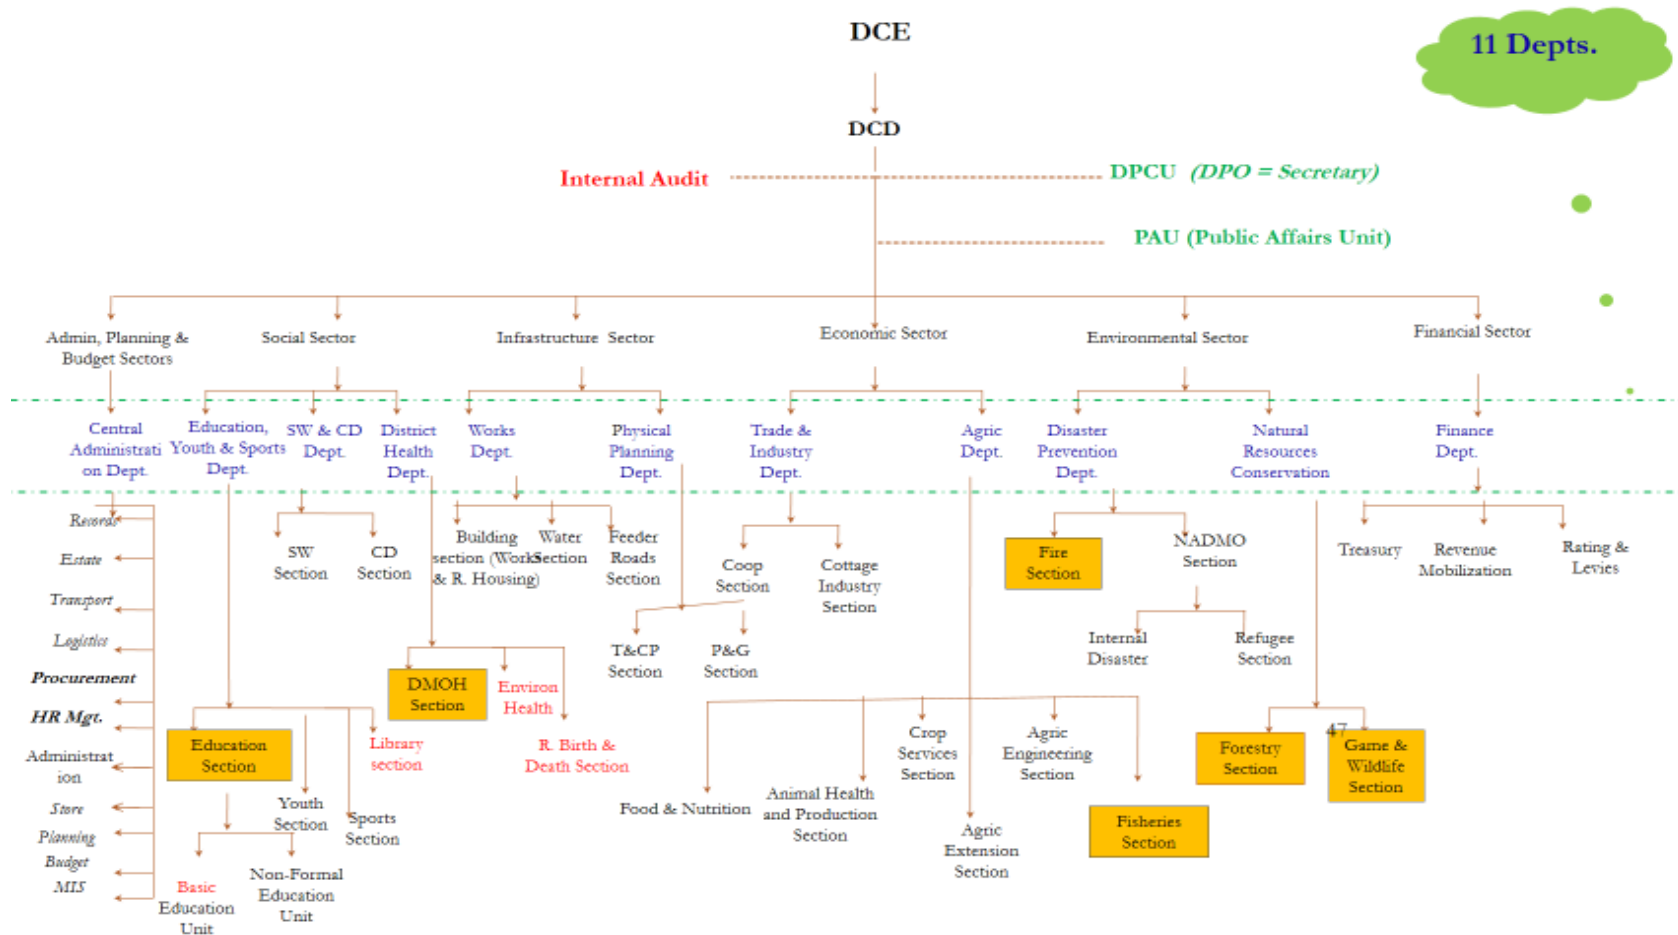 DCE
11 Depts.
DCD
Internal Audit
DPCU (DPO = Secretary)
PAU (Public Affairs Unit)
Admin, Planning &
Budget Sectors
Social Sector
Infrastructure Sector
Economic Sector
Environmental Sector
Financial Sector
Central
Administrati
on Dept.
Education,
Youth & Sports
Dept.
SW & CD
Dept.
District
Health
Dept.
Works
Dept.
Physical
Planning
Dept.
Trade &
Industry
Dept.
Agric
Dept.
Disaster
Prevention
Dept.
Natural
Resources
Conservation
Finance
Dept.
Records
Estate
Transport
Logistics
Procurement
HR Mgt.
Administrat
ion
Store
Planning
Budget
MIS
SW
Section
CD
Section
Building
section (Works
& R. Housing)
Water
Section
Feeder
Roads
Section
Coop
Section
Cottage
Industry
Section
Fire
Section
NADMO
Section
Treasury
Revenue
Mobilization
Rating &
Levies
Internal
Disaster
Refugee
Section
T&CP
Section
P&G
Section
DMOH
Section
Environ
Health
R. Birth &
Death Section
Education
Section
Library
section
Youth
Section
Sports
Section
Basic
Education
Unit
Non-Formal
Education
Unit
Food & Nutrition
Animal Health
and Production
Section
Crop
Services
Section
Agric
Extension
Section
Agric
Engineering
Section
Fisheries
Section
Forestry
Section
47
Game &
Wildlife
Section